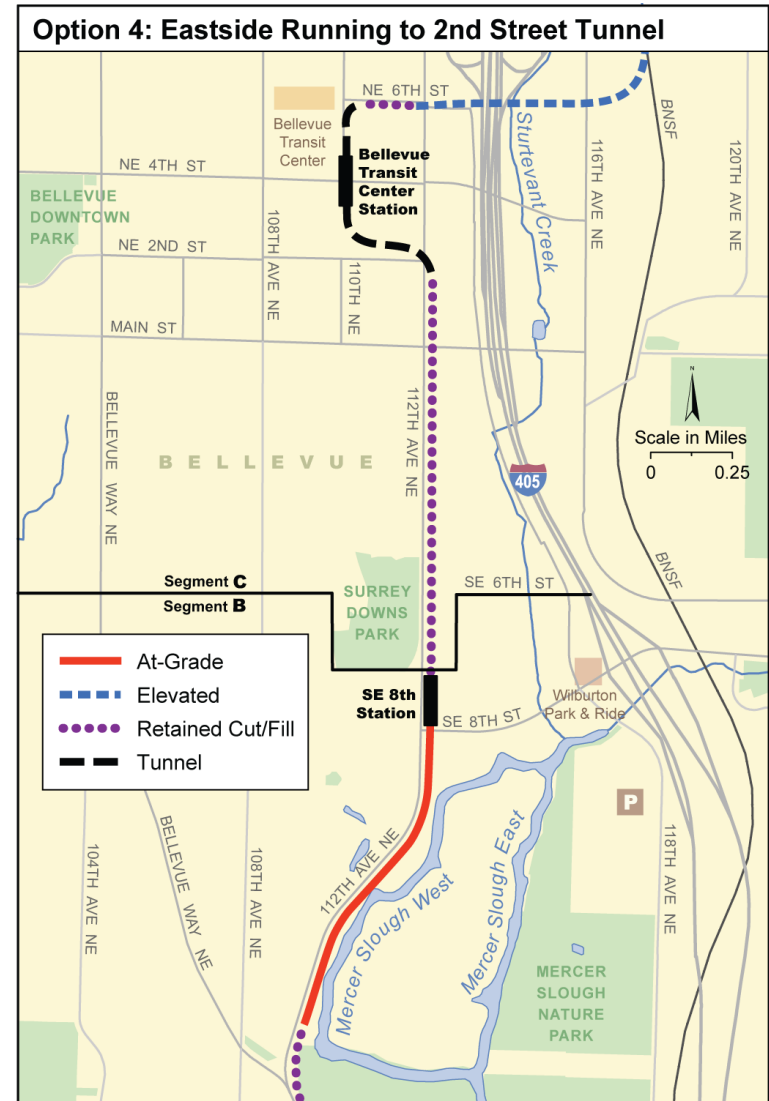 Option 4: Eastside Running to 2nd Street Tunnel
NE 6TH ST
Bellevue
Transit
Center
Sturtevant Creek
BNSF
116TH AVE NE
120TH AVE NE
NE 4TH ST
Bellevue
Transit
Center
Station
BELLEVUE
DOWNTOWN
PARK
108TH AVE NE
NE 2ND ST
110TH AVE NE
MAIN ST
N
Scale in Miles
0 0.25
BELLEVUE WAY NE
112TH AVE NE
BELLEVUE
405
BNSF
Segment C
Segment B
SURREY
DOWNS
PARK
SE 6TH ST
At-Grade
Elevated
Retained Cut/Fill
Tunnel
SE 8th
Station
SE 8TH ST
Wilburton
Park & Ride
P
104TH AVE NE
BELLEVUE WAY NE
108TH AVE NE
112TH AVE NE
Mercer Slough West
Mercer Slough East
118TH AVE NE
MERCER
SLOUGH
NATURE
PARK